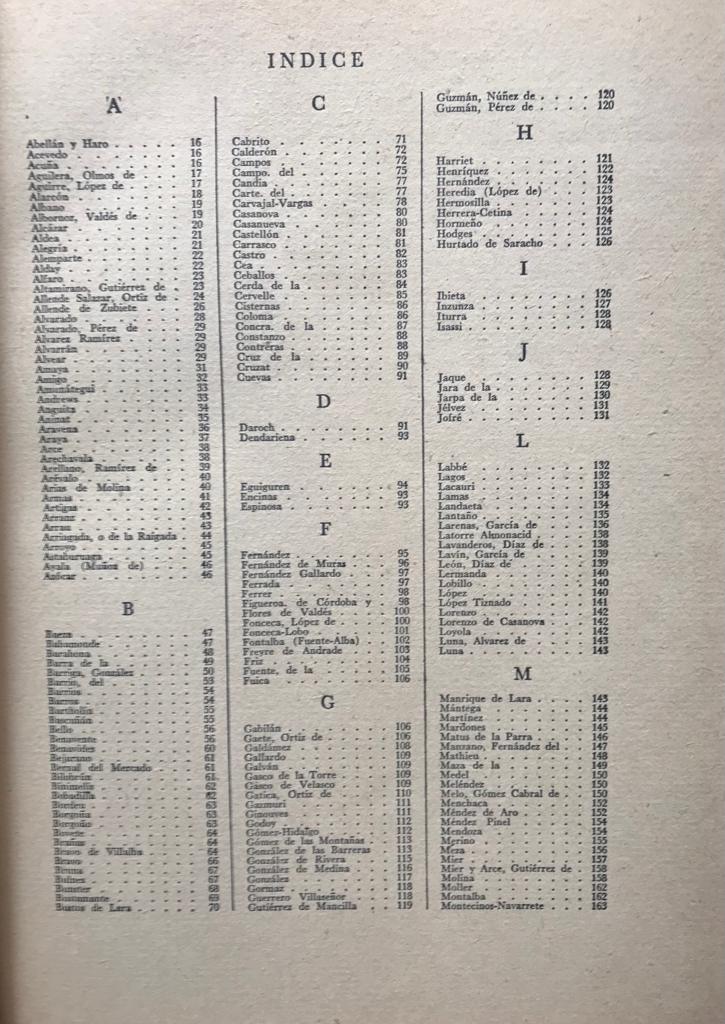 INDICE
A
Abellán y Haro . . . . . . 16
Acevedo . . . . . . 16
Acuña . . . . . . 16
Aguilera, Olmos de . . . . . . 17
Aguirre, López de . . . . . . 17
Alarcón . . . . . . 18
Albano . . . . . . 19
Albornoz, Valdés de . . . . . . 19
Alcázar . . . . . . 20
Aldea . . . . . . 21
Alegría . . . . . . 21
Alemparte . . . . . . 22
Alday . . . . . . 22
Alfaro . . . . . . 23
Altamirano, Gutiérrez de . . . 23
Allende Salazar, Ortiz de . . . 24
Allende de Zubiete . . . . 26
Alvarado . . . . . . 28
Alvarado, Pérez de . . . . . 29
Alvarez Ramírez . . . . . 29
Alvarrán . . . . . . 29
Alvear . . . . . . 29
Amaya . . . . . . 31
Amigo . . . . . . 32
Amunátegui . . . . . . 33
Andrews . . . . . . 33
Anguita . . . . . . 34
Aninat . . . . . . 35
Aravena . . . . . . 36
Araya . . . . . . 37
Arce . . . . . . 38
Arechavala . . . . . . 38
Arellano, Ramírez de . . . . 39
Arévalo . . . . . . 40
Arias de Molina . . . . . 40
Armas . . . . . . 41
Artigas . . . . . . 42
Arranz . . . . . . 43
Arrau . . . . . . 43
Arriagada, o de la Raigada . . 44
Arroyo . . . . . . 45
Astaburuaga . . . . . . 45
Ayala (Muñoz de) . . . . . 46
Azócar . . . . . . 46
B
Baeza . . . . . . 47
Bahamonde . . . . . . 47
Barahona . . . . . . 48
Barra de la . . . . . . 49
Barriga, González . . . . . 50
Barrio, del . . . . . . 53
Barrios . . . . . . 54
Barros . . . . . . 54
Bartholin . . . . . . 55
Bascuñán . . . . . . 55
Bello . . . . . . 56
Benavente . . . . . . 56
Benavides . . . . . . 60
Bejarano . . . . . . 61
Bernal del Mercado . . . . . 61
Bilbeán . . . . . . 61
Binimelis . . . . . . 62
Bobadilla . . . . . . 62
Borden . . . . . . 63
Borgoña . . . . . . 63
Borgoño . . . . . . 63
. . . . . . 64
Brañas . . . . . . 64
Bravo de Villalba . . . . . 64
Bravo . . . . . . 66
. . . . . . 67
Bulnes . . . . . . 67
Bunster . . . . . . 68
Bustamante . . . . . . 69
Bustos de Lara . . . . . . 70
C
Cabrito . . . . . . 71
Calderón . . . . . . 72
Campos . . . . . . 72
Campo. del . . . . . . 75
Candia . . . . . . 77
Carte. del . . . . . . 77
Carvajal-Vargas . . . . . . 78
Casanova . . . . . . 80
Casanueva . . . . . . 80
Castellón . . . . . . 81
Carrasco . . . . . . 81
Castro . . . . . . 82
Cea . . . . . . 83
Ceballos . . . . . . 83
Cerda de la . . . . . . 84
Cervelle . . . . . . 85
Cisternas . . . . . . 86
Coloma . . . . . . 86
Concra. de la . . . . . . 87
Constanzo . . . . . . 88
Contréras . . . . . . 88
Cruz de la . . . . . . 89
Cruzat . . . . . . 90
Cuevas . . . . . . 91
D
Daroch . . . . . . 91
Dendariena . . . . . . 93
E
Eguiguren . . . . . . 94
Encinas . . . . . . 93
Espinosa . . . . . . 93
F
Fernández . . . . . . 95
Fernández de Muras . . . . . 96
Fernández Gallardo . . . . . 97
Ferrada . . . . . . 97
Ferrer . . . . . . 98
Figueroa. de Córdoba y . . . 98
Flores de Valdés . . . . . 100
Fonceca, López de . . . . . 100
Fonceca-Lobo . . . . . . 101
Fontalba (Fuente-Alba) . . . 102
Freyre de Andrade . . . . . 103
Friz . . . . . . 104
Fuente, de la . . . . . . 105
Fuica . . . . . . 106
G
Gabilán . . . . . . 106
Gaete, Ortiz de . . . . . . 106
Galdámez . . . . . . 108
Gallardo . . . . . . 109
Galván . . . . . . 109
Gasco de la Torre . . . . . 109
Gasco de Velasco . . . . . 109
Gatica, Ortiz de . . . . . 110
Gazmuri . . . . . . 111
Ginouves . . . . . . 111
Godoy . . . . . . 112
Gómez-Hidalgo . . . . . . 112
Gómez de las Montañas . . . 113
González de las Barreras . . . 113
González de Rivera . . . . . 115
González de Medina . . . . . 116
González . . . . . . 117
Gormaz . . . . . . 118
Guerrero Villaseñor . . . . . 118
Gutiérrez de Mancilla . . . . 119
Guzmán, Núñez de . . . . 120
Guzmán, Pérez de . . . . 120
H
Harriet . . . . . . 121
Henríquez . . . . . . 122
Hernández . . . . . . 124
Heredia (López de) . . . . . 123
Hermosilla . . . . . . 123
Herrera-Cetina . . . . . . 124
Hormeño . . . . . . 124
Hodges . . . . . . 125
Hurtado de Saracho . . . . 126
I
Ibieta . . . . . . 126
Inzunza . . . . . . 127
Iturra . . . . . . 128
Isassi . . . . . . 128
J
Jaque . . . . . . 128
Jara de la . . . . . . 129
Jarpa de la . . . . . . 130
Jélvez . . . . . . 131
Jofré . . . . . . 131
L
Labbé . . . . . . 132
Lagos . . . . . . 132
Lacauri . . . . . . 133
Lamas . . . . . . 134
Landaeta . . . . . . 134
Lantaño . . . . . . 135
Larenas, García de . . . . . 136
Latorre Almonacid . . . . . 138
Lavanderos, Díaz de . . . . 138
Lavín, García de . . . . . 139
León, Díaz de . . . . . . 139
Lermanda . . . . . . 140
Lobillo . . . . . . 140
López . . . . . . 140
López Tiznado . . . . . . 141
Lorenzo . . . . . . 142
Lorenzo de Casanova . . . . 142
Loyola . . . . . . 142
Luna, Alvarez de . . . . . 143
Luna . . . . . . 143
M
Manrique de Lara . . . . . 143
Mántega . . . . . . 144
Martínez . . . . . . 144
Mardones . . . . . . 145
Matus de la Parra . . . . . 146
Manzano, Fernández del . . . 147
Mathieu . . . . . . 148
Maza de la . . . . . . 149
Medel . . . . . . 150
Meléndez . . . . . . 150
Melo, Gómez Cabral de . . . 150
Menchaca . . . . . . 152
Méndez de Aro . . . . . . 152
Méndez Pinel . . . . . . 154
Mendoza . . . . . . 154
Merino . . . . . . 155
Meza . . . . . . 156
Mier . . . . . . 157
Mier y Arce, Gutiérrez de . . 158
Molina . . . . . . 158
Moller . . . . . . 162
Montalba . . . . . . 162
Montecinos-Navarrete . . . . 163